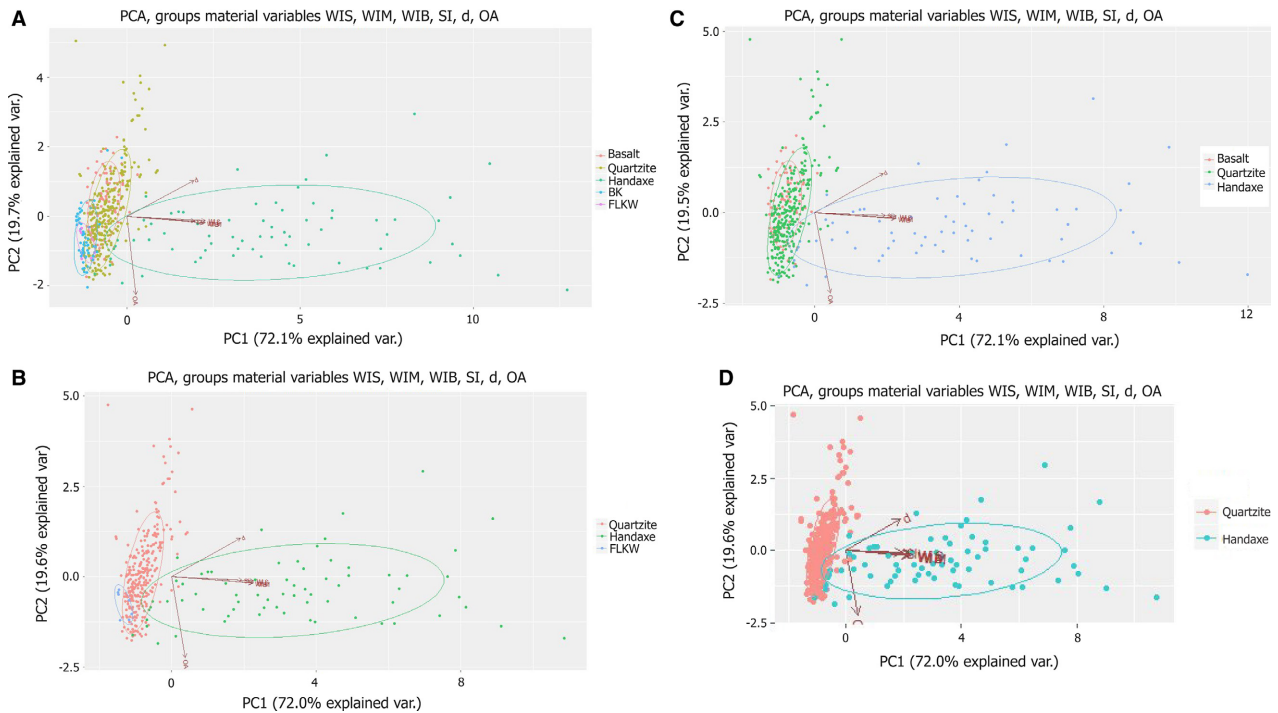 A
PCA, groups material variables WIS, WIM, WIB, SI, d, OA
PC2 (19.7% explained var.)
4
2
0
-2
0
5
10
PC1 (72.1% explained var.)
d
Basalt
Quartzite
Handaxe
BK
FLKW
C
PCA, groups material variables WIS, WIM, WIB, SI, d, OA
PC2 (19.5% explained var.)
5.0
2.5
0.0
-2.5
0
4
8
12
PC1 (72.1% explained var.)
d
Basalt
Quartzite
Handaxe
B
PCA, groups material variables WIS, WIM, WIB, SI, d, OA
PC2 (19.6% explained var)
5.0
2.5
0.0
-2.5
0
4
8
PC1 (72.0% explained var.)
d
Quartzite
Handaxe
FLKW
D
PCA, groups material variables WIS, WIM, WIB, SI, d, OA
PC2 (19.6% explained var.)
5.0
2.5
0.0
-2.5
0
4
8
PC1 (72.0% explained var.)
d
Quartzite
Handaxe